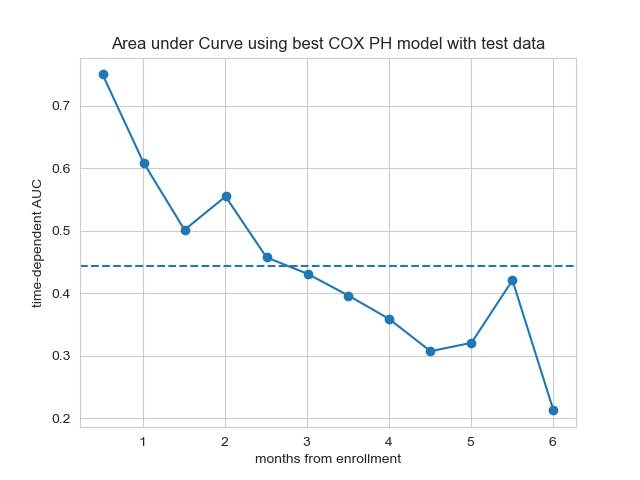 Area under Curve using best COX PH model with test data
time-dependent AUC
0.7
0.6
0.5
0.4
0.3
0.2
1 2 3 4 5 6
months from enrollment